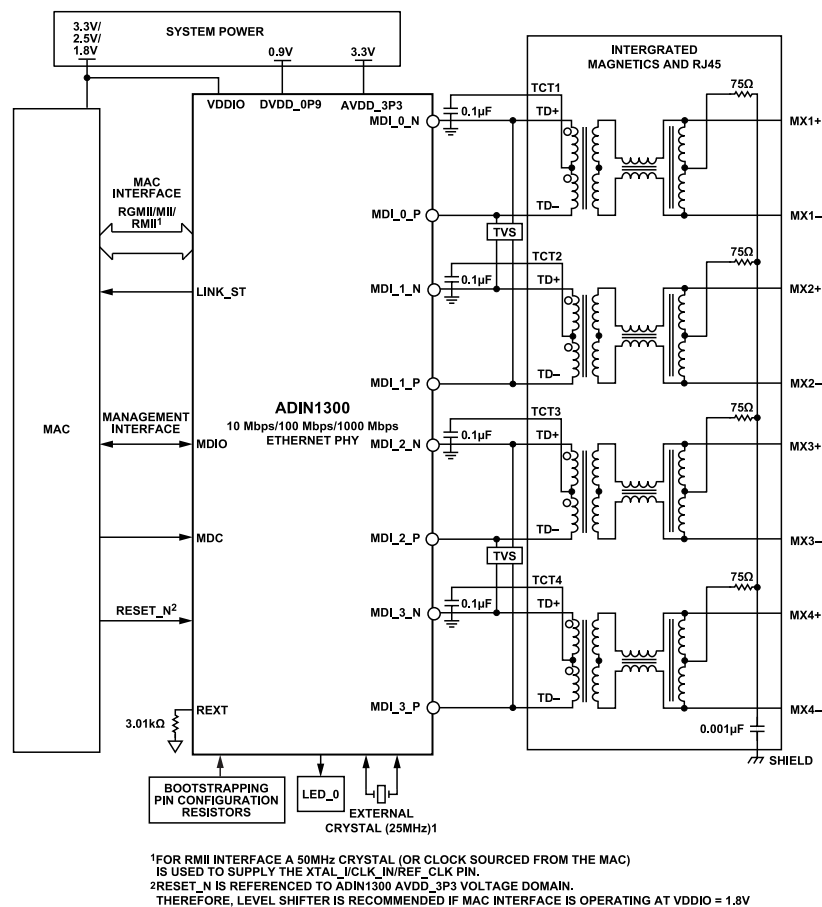 SYSTEM POWER
3.3V/
2.5V/
1.8V
0.9V
3.3V
INTERGRATED
MAGNETICS AND RJ45
VDDIO
DVDD_0P9
AVDD_3P3
MDI_0_N
0.1µF
TCT1
TD+
75Ω
MX1+
MAC
INTERFACE
RGMII/MII/
RMII1
MDI_0_P
TD–
MX1–
TVS
TCT2
75Ω
LINK_ST
MDI_1_N
0.1µF
TD+
MX2+
MDI_1_P
TD–
MX2–
ADIN1300
10 Mbps/100 Mbps/1000 Mbps
ETHERNET PHY
MAC
MANAGEMENT
INTERFACE
MDIO
MDI_2_N
0.1µF
TCT3
TD+
75Ω
MX3+
MDC
MDI_2_P
TD–
MX3–
TVS
TCT4
75Ω
RESET_N2
MDI_3_N
0.1µF
TD+
MX4+
3.01kΩ
REXT
MDI_3_P
TD–
MX4–
0.001µF
SHIELD
BOOTSTRAPPING
PIN CONFIGURATION
RESISTORS
LED_0
EXTERNAL
CRYSTAL (25MHz)1
1FOR RMII INTERFACE A 50MHz CRYSTAL (OR CLOCK SOURCED FROM THE MAC)
IS USED TO SUPPLY THE XTAL_I/CLK_IN/REF_CLK PIN.
2RESET_N IS REFERENCED TO ADIN1300 AVDD_3P3 VOLTAGE DOMAIN.
THEREFORE, LEVEL SHIFTER IS RECOMMENDED IF MAC INTERFACE IS OPERATING AT VDDIO = 1.8V